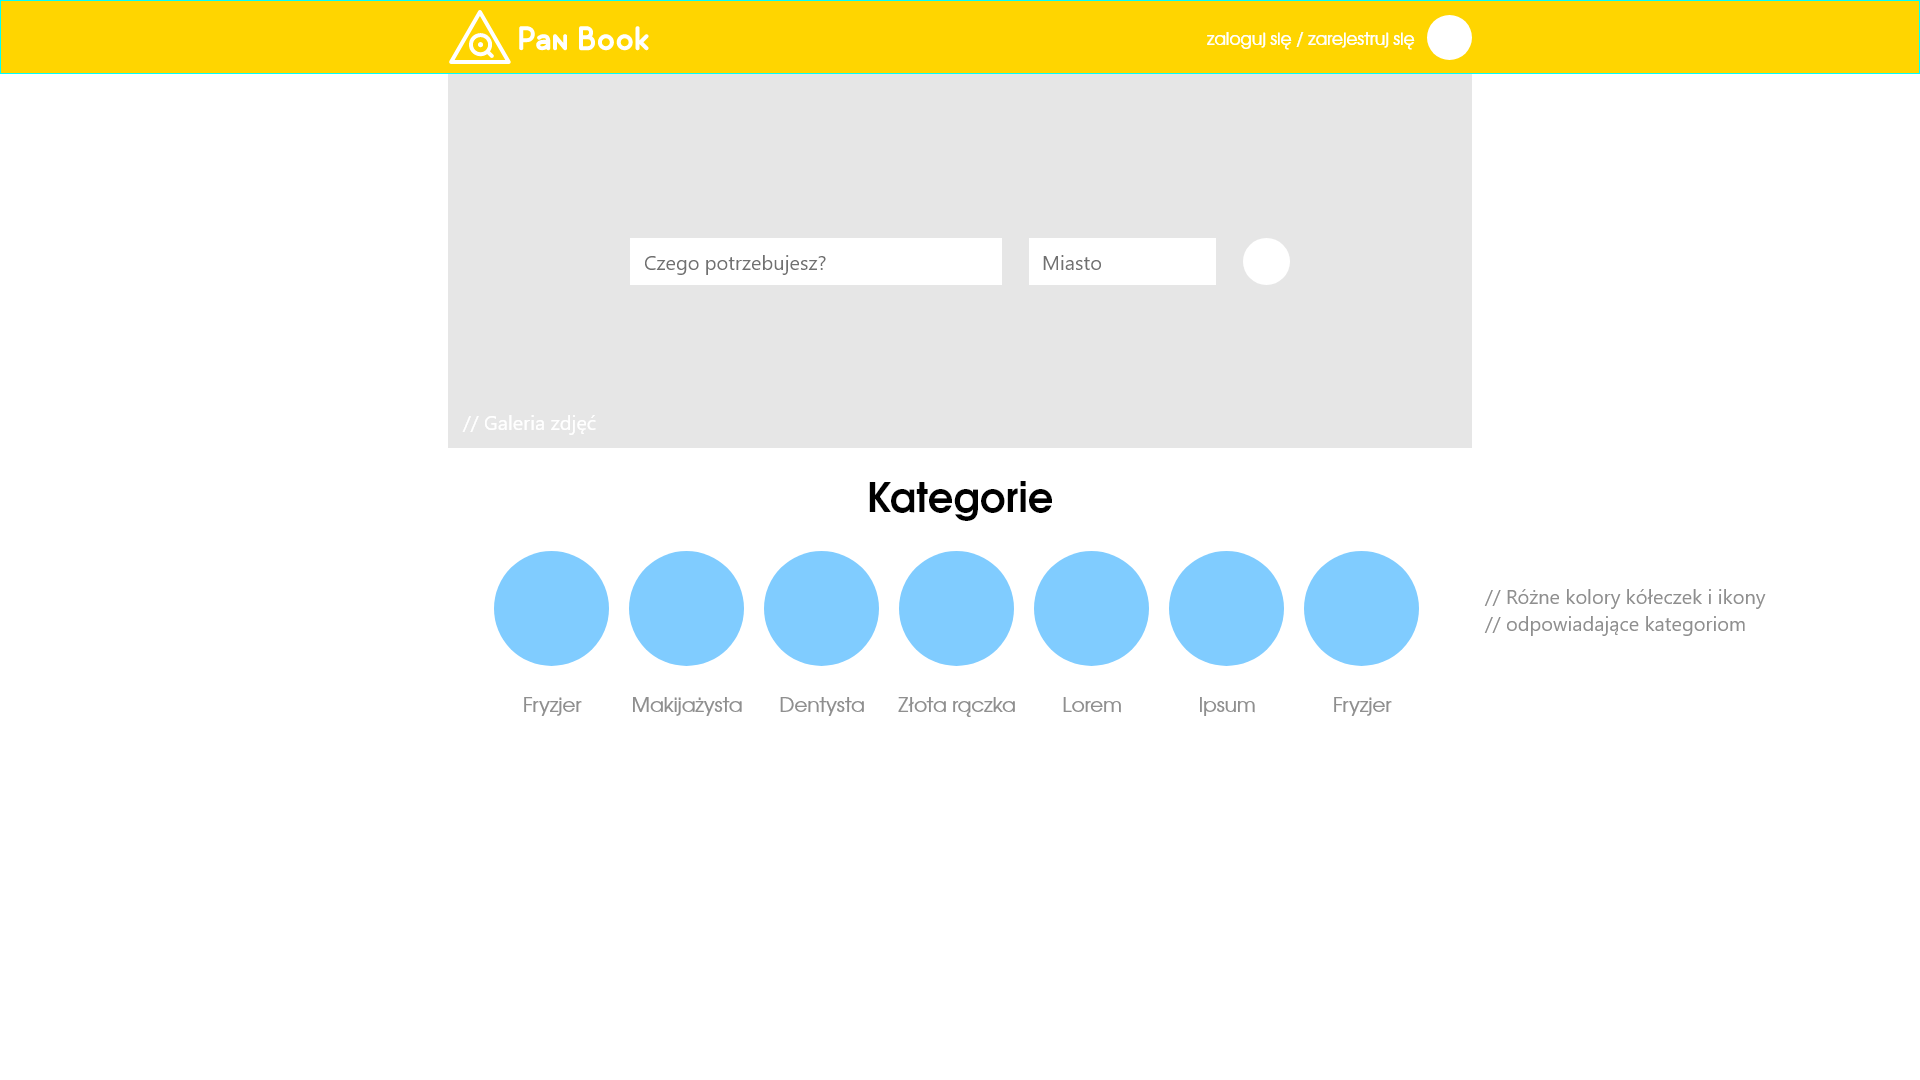 Pan Book
zaloguj się / zarejestruj się
Czego potrzebujesz?
Miasto
// Galeria zdjęć
Kategorie
// Różne kolory kółeczek i ikony
// odpowiadające kategoriom
Fryzjer
Makijażysta
Dentysta
Złota rączka
Lorem
Ipsum
Fryzjer